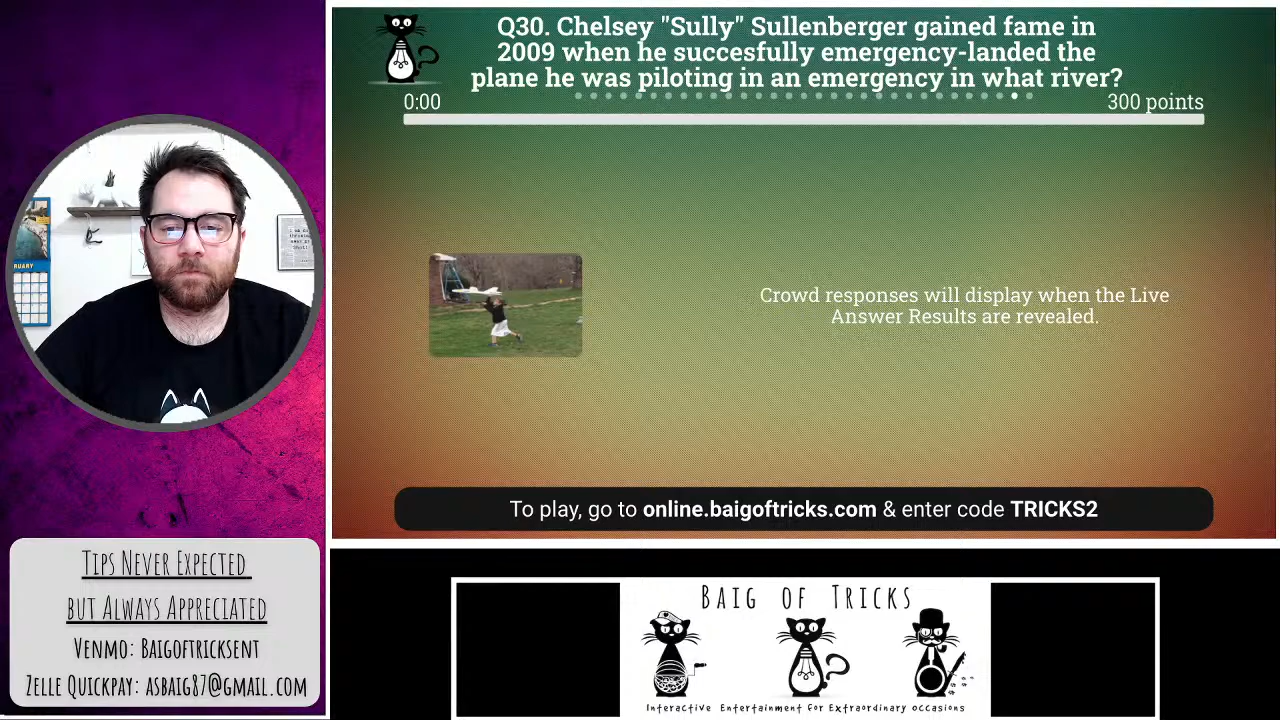 Q30. Chelsey "Sully" Sullenberger gained fame in
2009 when he succesfully emergency-landed the
plane he was piloting in an emergency in what river?
0:00
300 points
Crowd responses will display when the Live
Answer Results are revealed.
To play, go to online.baigoftricks.com & enter code TRICKS2
RUARY
Tips Never Expected
but Always Appreciated
Venmo: Baigoftricksent
Zelle Quickpay: asbaig87@gmail.com
Baig of Tricks
Interactive Entertainment for Extraordinary Occasions